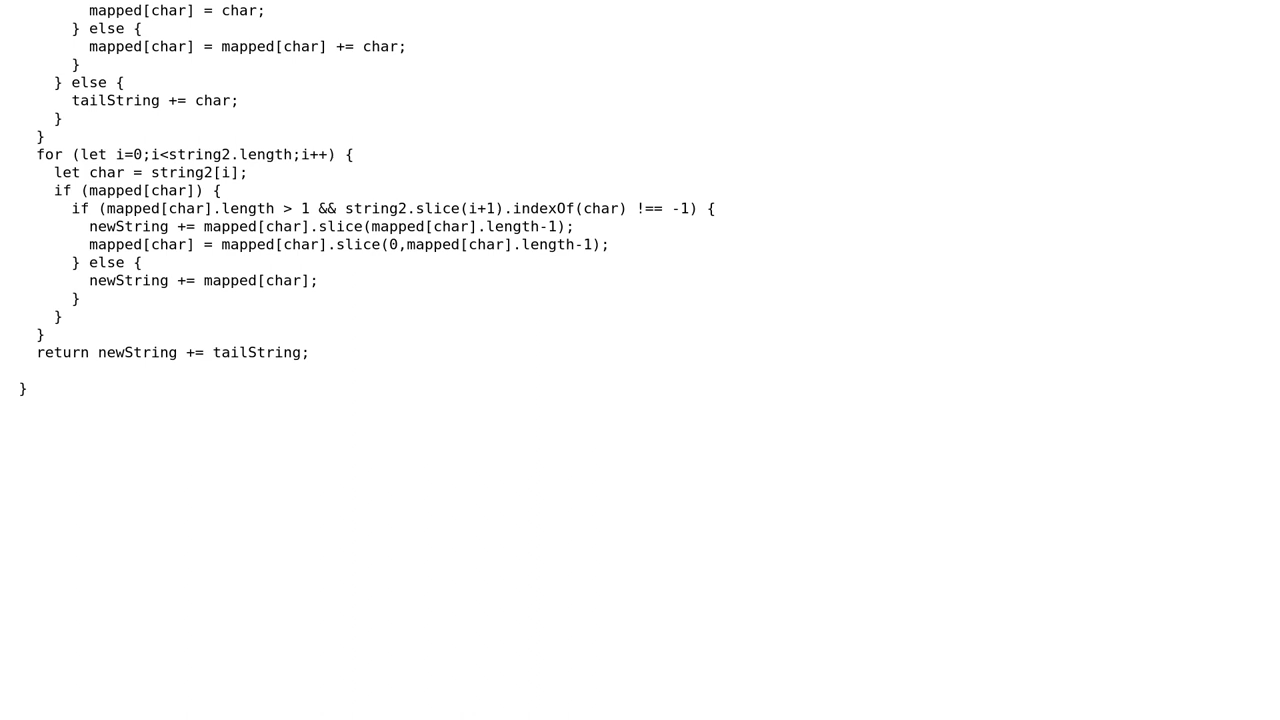 mapped[char] = char;
} else {
mapped[char] = mapped[char] += char;
}
} else {
tailString += char;
}
}
for (let i=0;i<string2.length;i++) {
let char = string2[i];
if (mapped[char]) {
if (mapped[char].length > 1 && string2.slice(i+1).indexOf(char) !== -1) {
newString += mapped[char].slice(mapped[char].length-1);
mapped[char] = mapped[char].slice(0,mapped[char].length-1);
} else {
newString += mapped[char];
}
}
}
return newString += tailString;
}